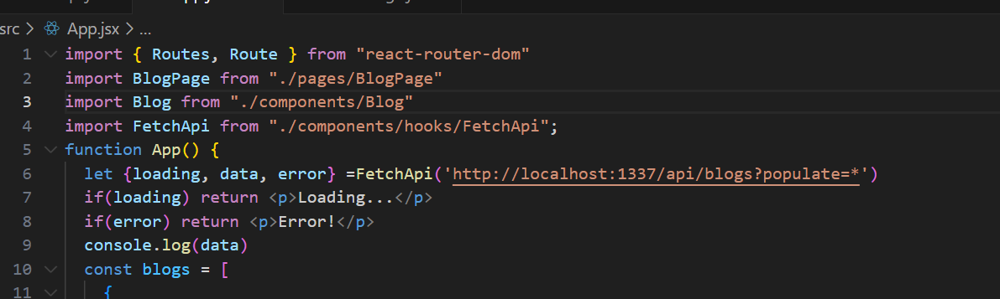 src > App.jsx > ...
1 import { Routes, Route } from "react-router-dom"
2 import BlogPage from "./pages/BlogPage"
3 import Blog from "./components/Blog"
4 import FetchApi from "./components/hooks/FetchApi";
5 function App() {
6 let {loading, data, error} =FetchApi('http://localhost:1337/api/blogs?populate=*')
7 if(loading) return <p>Loading...</p>
8 if(error) return <p>Error!</p>
9 console.log(data)
10 const blogs = [
11 {